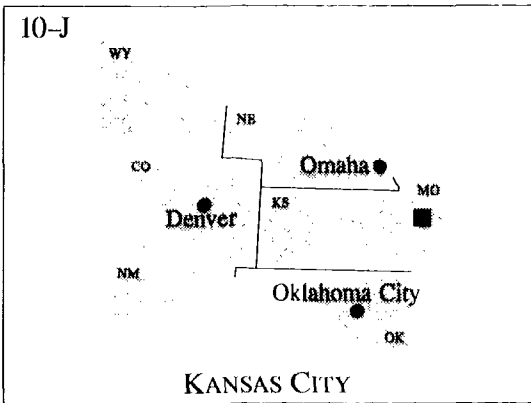 10-J
WY
NB
CO
Omaha
MO
KS
Denver
NM
Oklahoma City
OK
KANSAS CITY